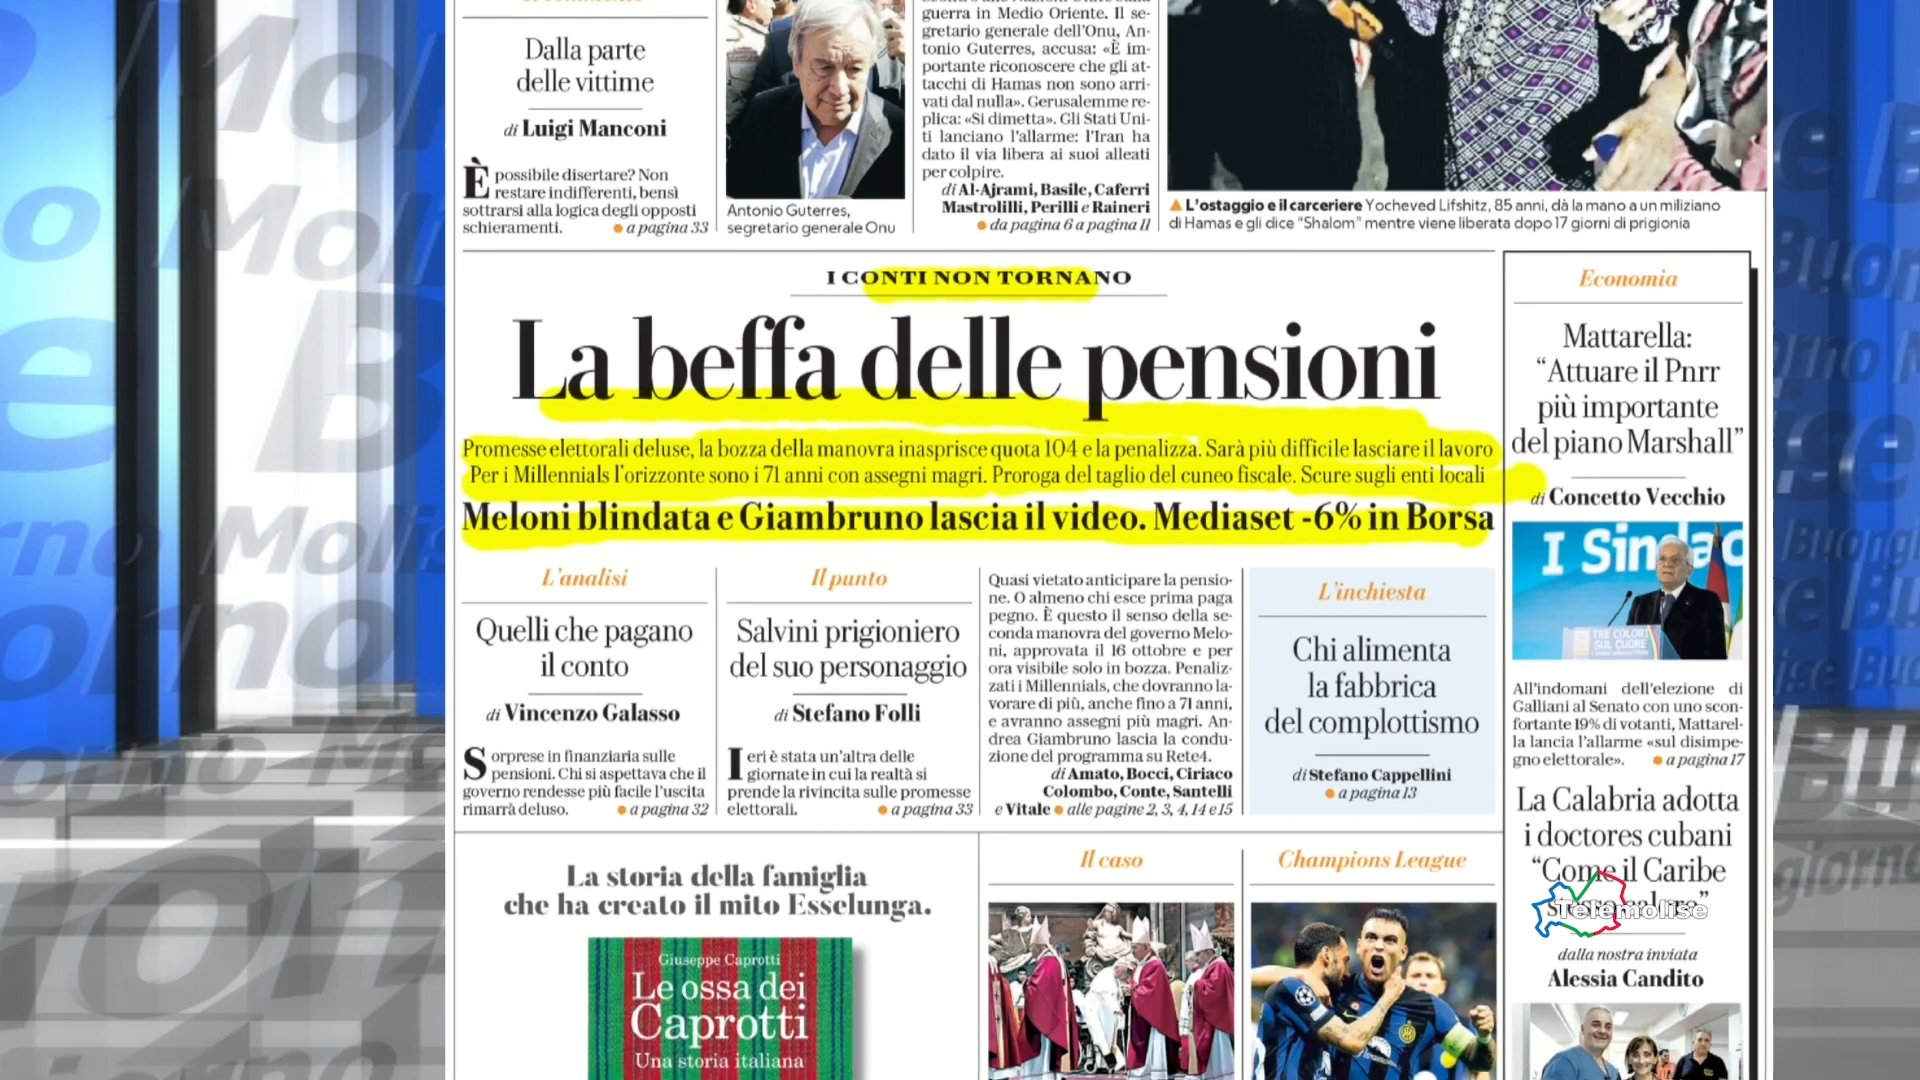 Dalla parte
delle vittime
di Luigi Manconi
È possibile disertare? Non
restare indifferenti, bensì
sottrarsi alla logica degli opposti
schieramenti. ● a pagina 33
Antonio Guterres,
segretario generale Onu
guerra in Medio Oriente. Il se-
gretario generale dell'Onu, An-
tonio Guterres, accusa: «È im-
portante riconoscere che gli at-
tacchi di Hamas non sono arri-
vati dal nulla». Gerusalemme re-
plica: «Si dimetta». Gli Stati Uni-
ti lanciano l'allarme: l'Iran ha
dato il via libera ai suoi alleati
per colpire.
di Al-Ajrami, Basile, Caferri
Mastrolilli, Perilli e Raineri
● da pagina 6 a pagina 11
▲ L'ostaggio e il carceriere Yocheved Lifshitz, 85 anni, dà la mano a un miliziano
di Hamas e gli dice "Shalom" mentre viene liberata dopo 17 giorni di prigionia
I CONTI NON TORNANO
La beffa delle pensioni
Promesse elettorali deluse, la bozza della manovra inasprisce quota 104 e la penalizza. Sarà più difficile lasciare il lavoro
Per i Millennials l'orizzonte sono i 71 anni con assegni magri. Proroga del taglio del cuneo fiscale. Scure sugli enti locali
Meloni blindata e Giambruno lascia il video. Mediaset -6% in Borsa
L'analisi
Quelli che pagano
il conto
di Vincenzo Galasso
Sorprese in finanziaria sulle
pensioni. Chi si aspettava che il
governo rendesse più facile l'uscita
rimarrà deluso. ● a pagina 32
Il punto
Salvini prigioniero
del suo personaggio
di Stefano Folli
Ieri è stata un'altra delle
giornate in cui la realtà si
prende la rivincita sulle promesse
elettorali. ● a pagina 33
Quasi vietato anticipare la pensio-
ne. O almeno chi esce prima paga
pegno. È questo il senso della se-
conda manovra del governo Melo-
ni, approvata il 16 ottobre e per
ora visibile solo in bozza. Penaliz-
zati i Millennials, che dovranno la-
vorare di più, anche fino a 71 anni,
e avranno assegni più magri. An-
drea Giambruno lascia la condu-
zione del programma su Rete4.
di Amato, Bocci, Ciriaco
Colombo, Conte, Santelli
e Vitale ● alle pagine 2, 3, 4, 14 e 15
L'inchiesta
Chi alimenta
la fabbrica
del complottismo
di Stefano Cappellini
● a pagina 13
Economia
Mattarella:
"Attuare il Pnrr
più importante
del piano Marshall"
di Concetto Vecchio
I Sindac
TRE COLORI
SUL CUORE
All'indomani dell'elezione di
Galliani al Senato con uno scon-
fortante 19% di votanti, Mattarel-
la lancia l'allarme «sul disimpe-
gno elettorale». ● a pagina 17
La Calabria adotta
i doctores cubani
"Come il Caribe
Telemolise
dalla nostra inviata
Alessia Candito
La storia della famiglia
che ha creato il mito Esselunga.
Giuseppe Caprotti
Le ossa dei
Caprotti
Una storia italiana
Il caso
Champions League